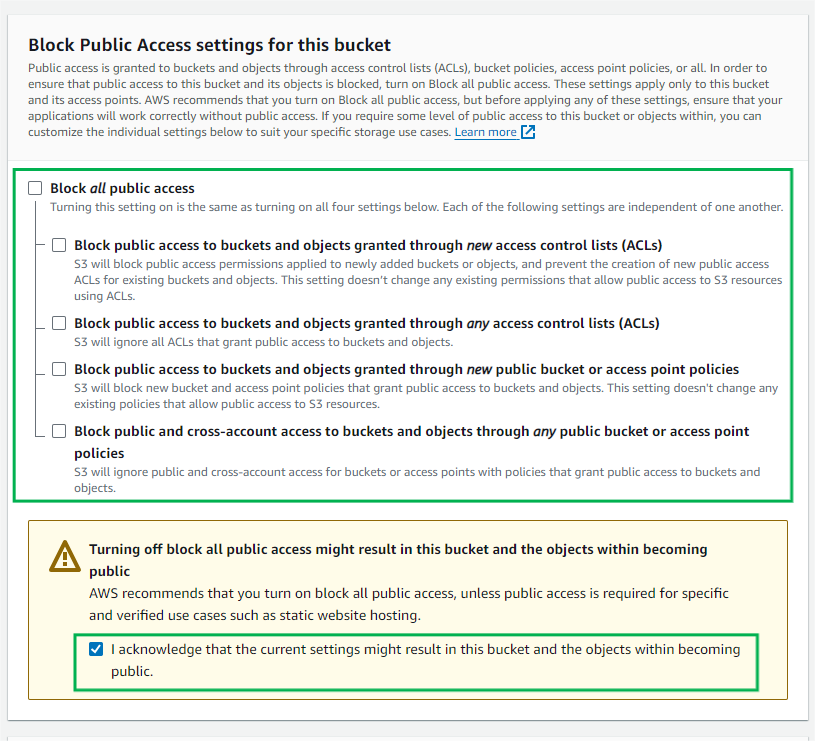 Block Public Access settings for this bucket
Public access is granted to buckets and objects through access control lists (ACLs), bucket policies, access point policies, or all. In order to
ensure that public access to this bucket and its objects is blocked, turn on Block all public access. These settings apply only to this bucket
and its access points. AWS recommends that you turn on Block all public access, but before applying any of these settings, ensure that your
applications will work correctly without public access. If you require some level of public access to this bucket or objects within, you can
customize the individual settings below to suit your specific storage use cases. Learn more
Block all public access
Turning this setting on is the same as turning on all four settings below. Each of the following settings are independent of one another.
Block public access to buckets and objects granted through new access control lists (ACLs)
S3 will block public access permissions applied to newly added buckets or objects, and prevent the creation of new public access
ACLs for existing buckets and objects. This setting doesn't change any existing permissions that allow public access to S3 resources
using ACLs.
Block public access to buckets and objects granted through any access control lists (ACLs)
S3 will ignore all ACLs that grant public access to buckets and objects.
Block public access to buckets and objects granted through new public bucket or access point policies
S3 will block new bucket and access point policies that grant public access to buckets and objects. This setting doesn't change any
existing policies that allow public access to S3 resources.
Block public and cross-account access to buckets and objects through any public bucket or access point
policies
S3 will ignore public and cross-account access for buckets or access points with policies that grant public access to buckets and
objects.
Turning off block all public access might result in this bucket and the objects within becoming
public
AWS recommends that you turn on block all public access, unless public access is required for specific
and verified use cases such as static website hosting.
I acknowledge that the current settings might result in this bucket and the objects within becoming
public.